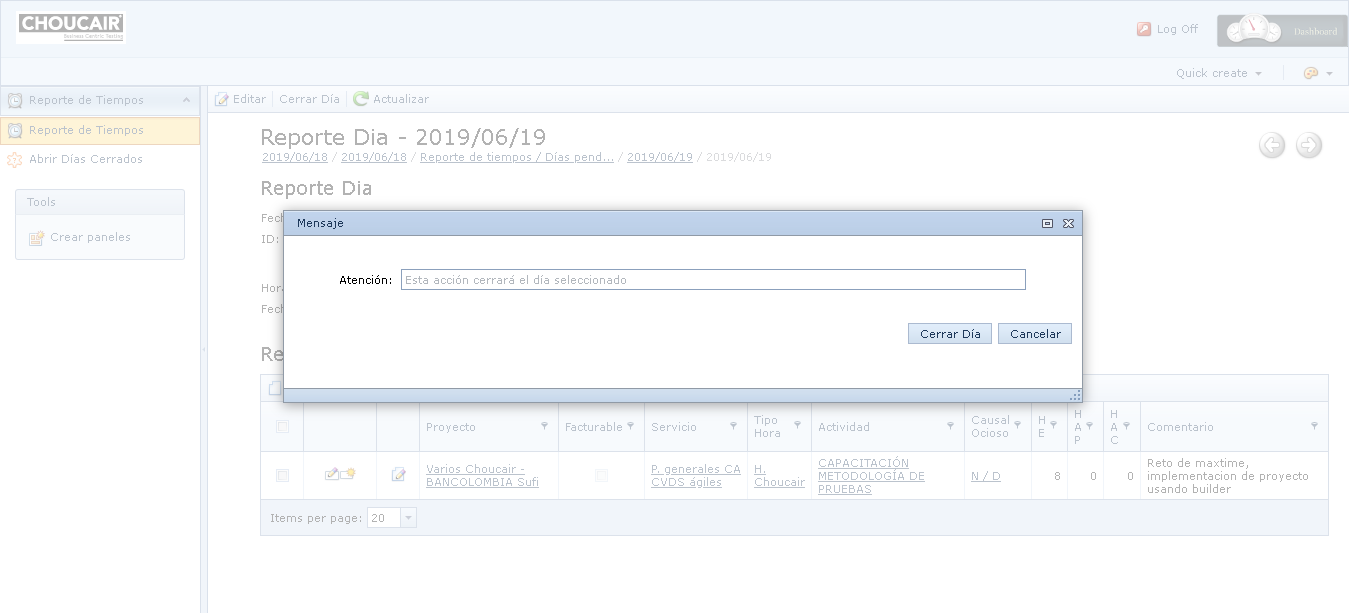 CHOUCAIR
Business Centric Testing
Log Off
Dashboard
Quick create
Reporte de Tiempos
Reporte de Tiempos
Abrir Días Cerrados
Tools
Crear paneles
Editar Cerrar Día Actualizar
Reporte Dia - 2019/06/19
2019/06/18 / 2019/06/18 / Reporte de tiempos / Días pend... / 2019/06/19 / 2019/06/19
Reporte Dia
Fech
ID:
Hora
Fech
Re
Mensaje
Atención: Esta acción cerrará el día seleccionado
Cerrar Día Cancelar
Proyecto Facturable Servicio Tipo Hora Actividad Causal Ocioso H E H A P H A C Comentario
Varios Choucair - BANCOLOMBIA Sufi P. generales CA CVDS ágiles H. Choucair CAPACITACIÓN METODOLOGÍA DE PRUEBAS N / D 8 0 0 Reto de maxtime, implementacion de proyecto usando builder
Items per page: 20